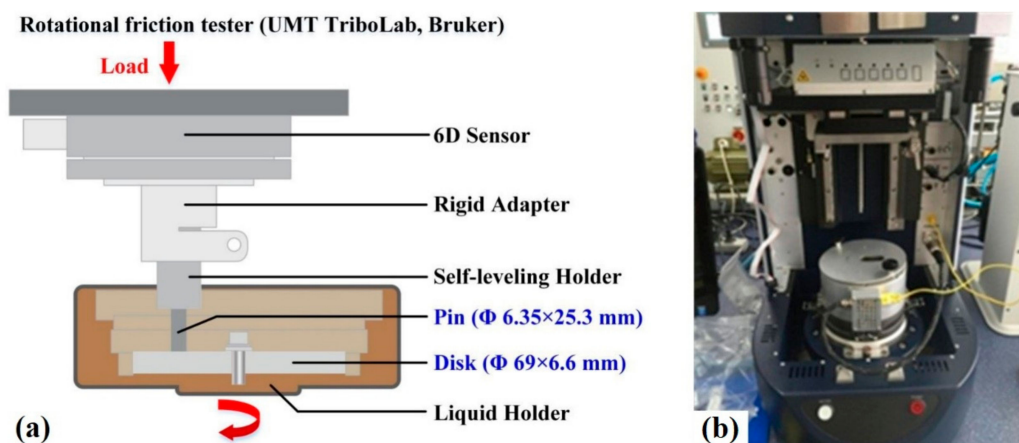 Rotational friction tester (UMT TriboLab, Bruker)
Load
6D Sensor
Rigid Adapter
Self-leveling Holder
Pin (Φ 6.35×25.3 mm)
Disk (Φ 69×6.6 mm)
Liquid Holder
(a)
(b)